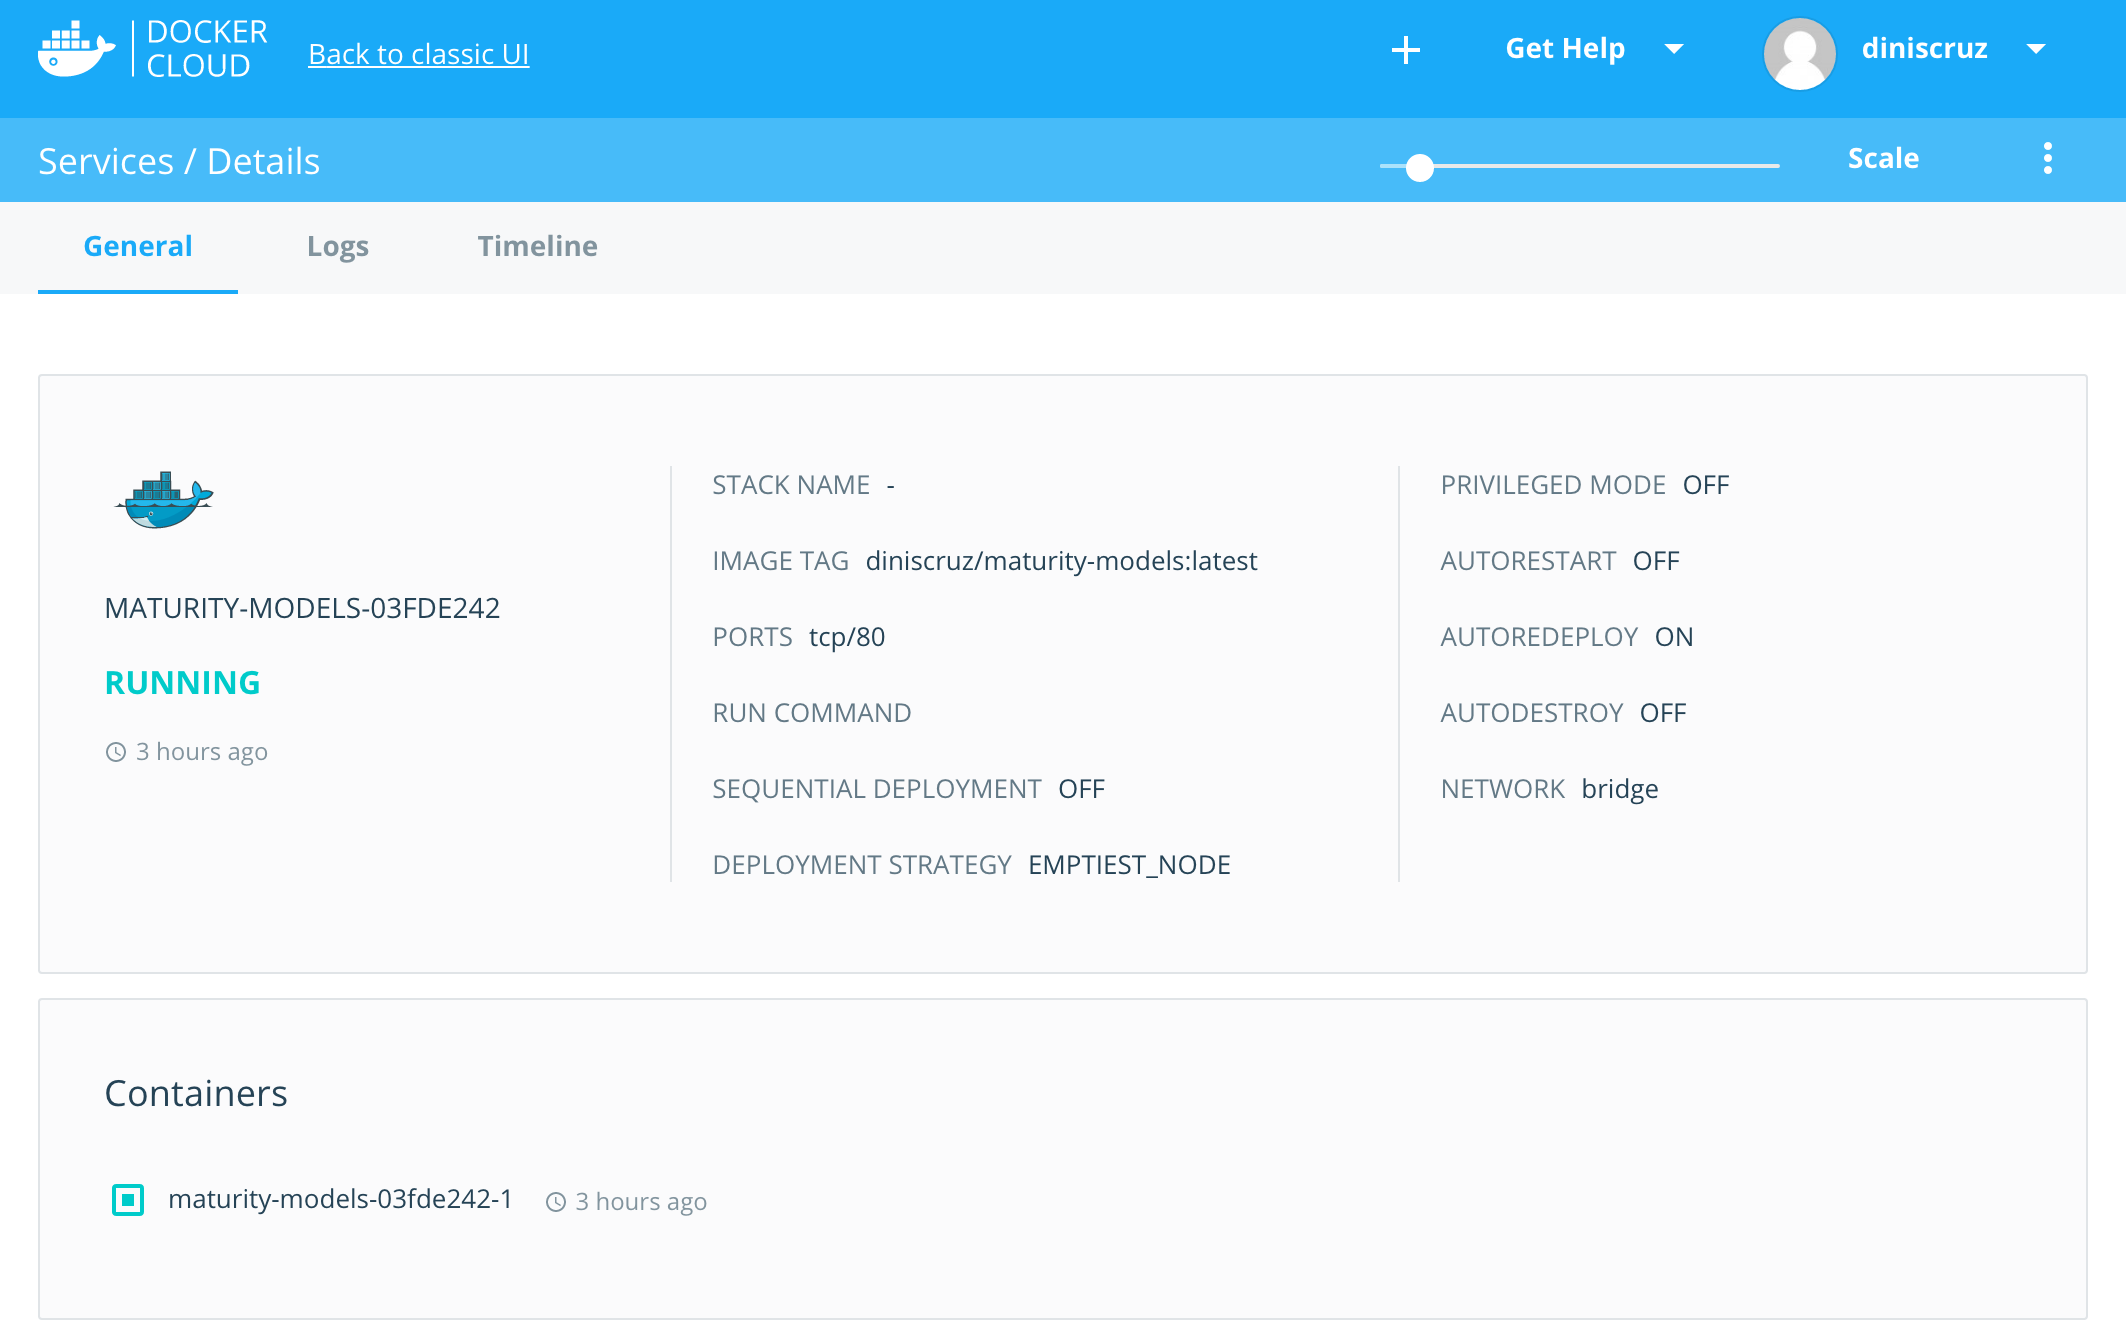 DOCKER
CLOUD
Back to classic UI
Get Help
diniscruz
Services / Details
Scale
General
Logs
Timeline
MATURITY-MODELS-03FDE242
RUNNING
3 hours ago
STACK NAME -
IMAGE TAG diniscruz/maturity-models:latest
PORTS tcp/80
RUN COMMAND
SEQUENTIAL DEPLOYMENT OFF
DEPLOYMENT STRATEGY EMPTIEST_NODE
PRIVILEGED MODE OFF
AUTORESTART OFF
AUTOREDEPLOY ON
AUTODESTROY OFF
NETWORK bridge
Containers
maturity-models-03fde242-1 3 hours ago